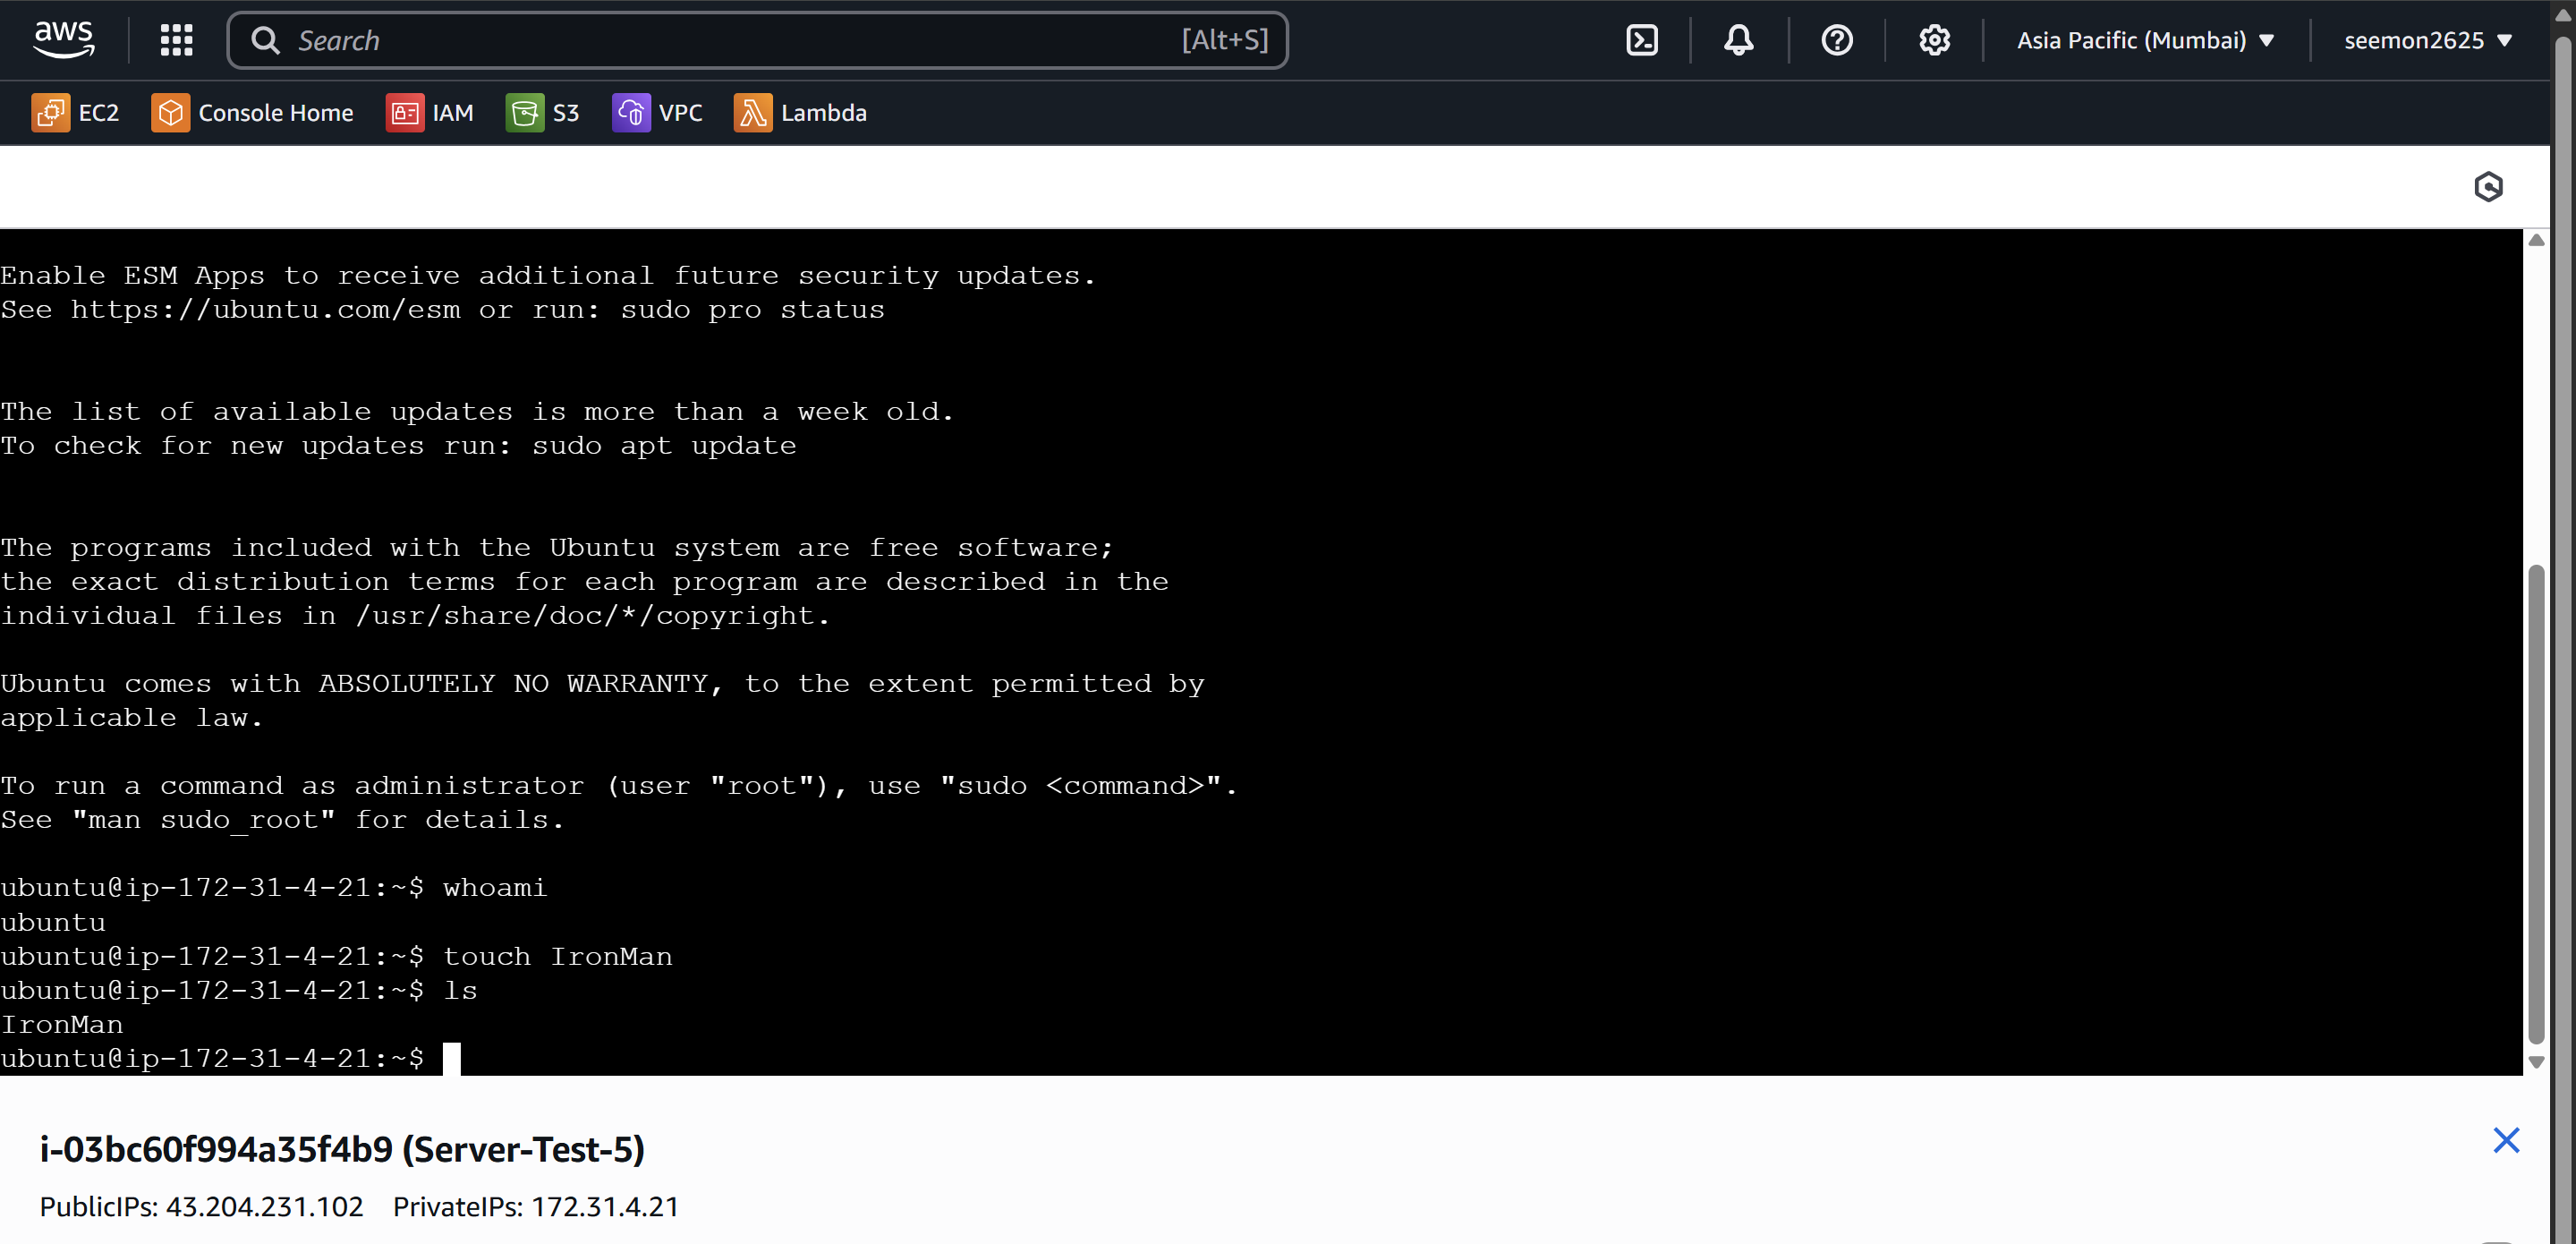 aws
Search [Alt+S]
Asia Pacific (Mumbai)
seemon2625
EC2
Console Home
IAM
S3
VPC
Lambda
Enable ESM Apps to receive additional future security updates.
See https://ubuntu.com/esm or run: sudo pro status
The list of available updates is more than a week old.
To check for new updates run: sudo apt update
The programs included with the Ubuntu system are free software;
the exact distribution terms for each program are described in the
individual files in /usr/share/doc/*/copyright.
Ubuntu comes with ABSOLUTELY NO WARRANTY, to the extent permitted by
applicable law.
To run a command as administrator (user "root"), use "sudo <command>".
See "man sudo_root" for details.
ubuntu@ip-172-31-4-21:~$ whoami
ubuntu
ubuntu@ip-172-31-4-21:~$ touch IronMan
ubuntu@ip-172-31-4-21:~$ ls
IronMan
ubuntu@ip-172-31-4-21:~$
i-03bc60f994a35f4b9 (Server-Test-5)
PublicIPs: 43.204.231.102 PrivateIPs: 172.31.4.21